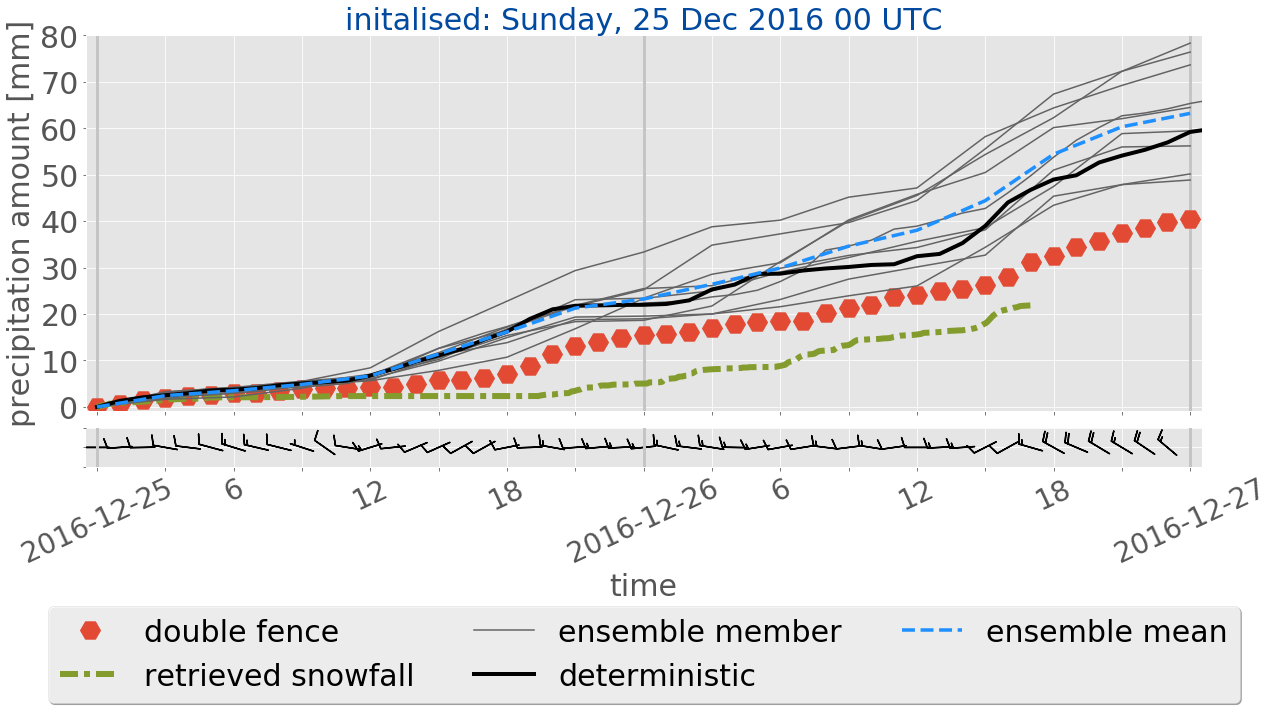 initalised: Sunday, 25 Dec 2016 00 UTC
precipitation amount [mm]
80
70
60
50
40
30
20
10
0
2016-12-25
6
12
18
2016-12-26
6
12
18
2016-12-27
time
double fence
ensemble member
ensemble mean
retrieved snowfall
deterministic